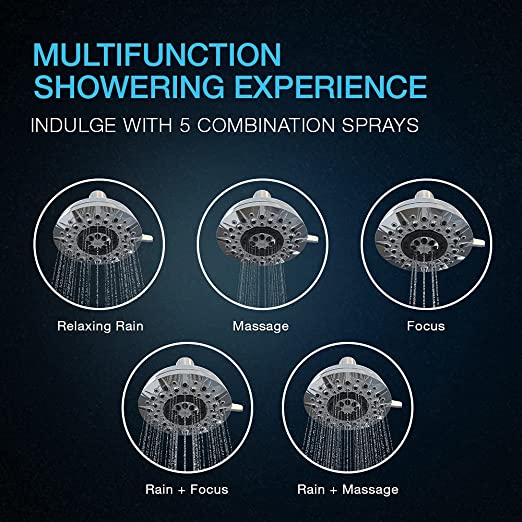 MULTIFUNCTION
SHOWERING EXPERIENCE
INDULGE WITH 5 COMBINATION SPRAYS
Relaxing Rain
Massage
Focus
Rain + Focus
Rain + Massage